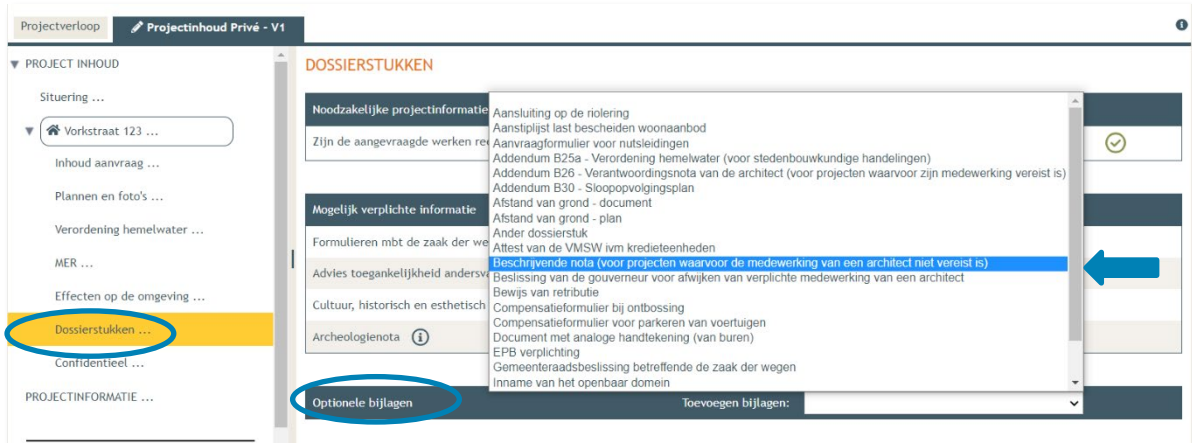 Projectverloop
Projectinhoud Privé - V1
PROJECT INHOUD
Situering ...
Vorkstraat 123 ...
Inhoud aanvraag ...
Plannen en foto's ...
Verordening hemelwater ...
MER ...
Effecten op de omgeving ...
Dossierstukken ...
Confidentieel ...
PROJECTINFORMATIE ...
DOSSIERSTUKKEN
Noodzakelijke projectinformatie
Zijn de aangevraagde werken
Mogelijk verplichte informatie
Formulieren mbt de zaak der
Advies toegankelijkheid
Cultuur, historisch en esthetisch
Archeologienota
Aansluiting op de riolering
Aanstiplijst last bescheiden woonaanbod
Aanvraagformulier voor nutsleidingen
Addendum B25a - Verordening hemelwater (voor stedenbouwkundige handelingen)
Addendum B26 - Verantwoordingsnota van de architect (voor projecten waarvoor zijn medewerking vereist is)
Addendum B30 - Sloopopvolgingsplan
Afstand van grond - document
Afstand van grond - plan
Ander dossierstuk
Attest van de VMSW ivm kredieteenheden
Beschrijvende nota (voor projecten waarvoor de medewerking van een architect niet vereist is)
Beslissing van de gouverneur voor afwijken van verplichte medewerking van een architect
Bewijs van retributie
Compensatieformulier bij ontbossing
Compensatieformulier voor parkeren van voertuigen
Document met analoge handtekening (van buren)
EPB verplichting
Gemeenteraadsbeslissing betreffende de zaak der wegen
Inname van het openbaar domein
Optionele bijlagen
Toevoegen bijlagen: